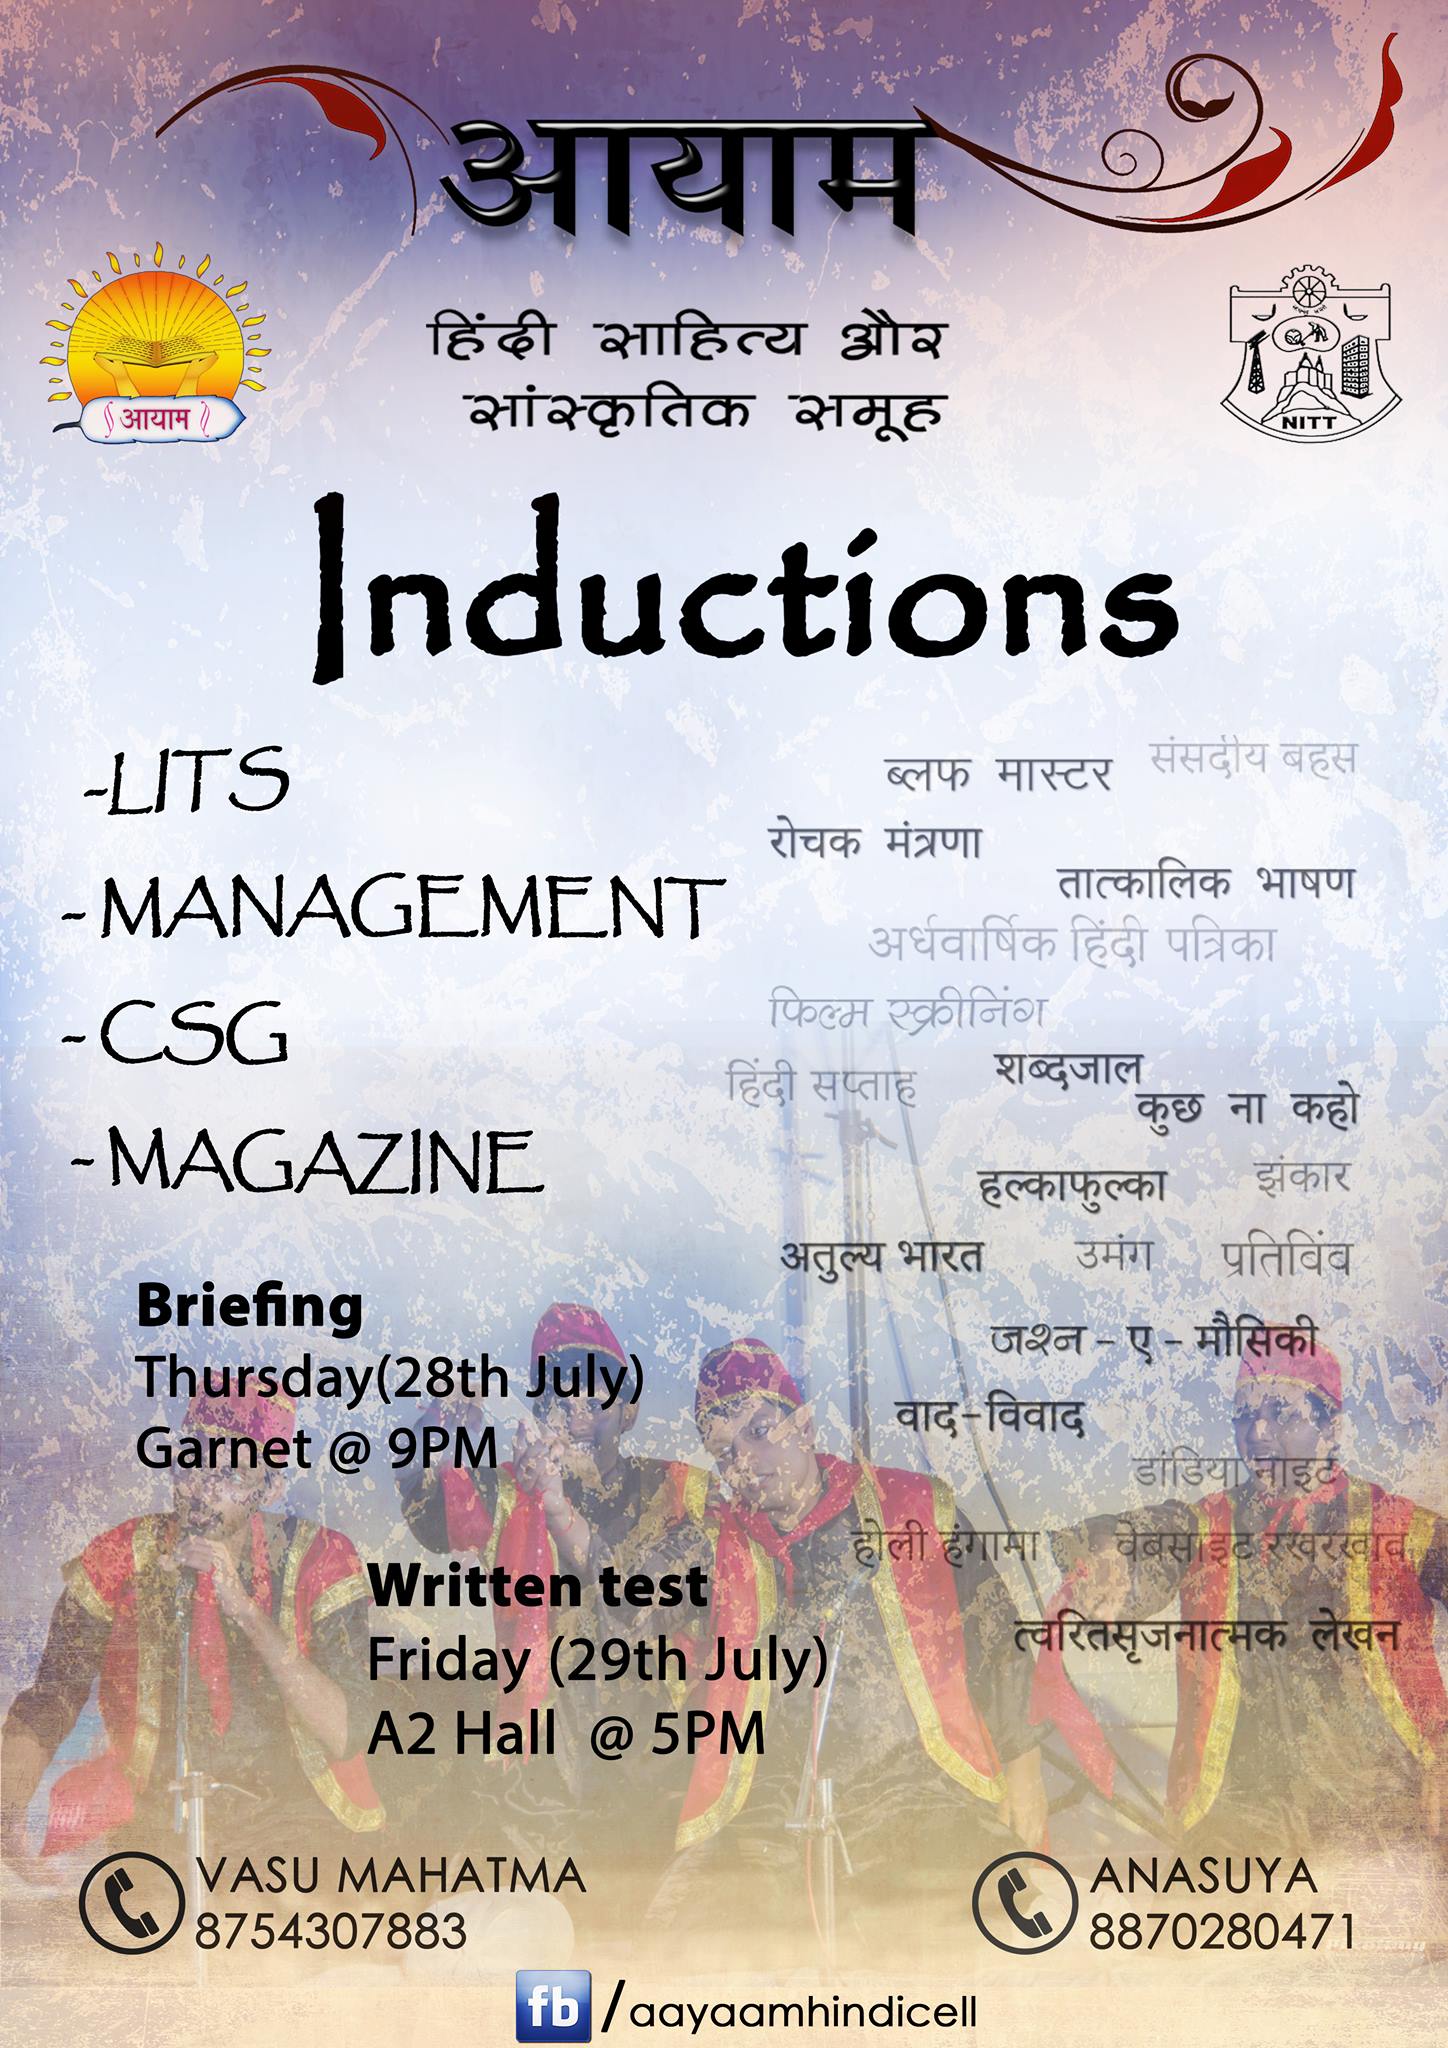 आयाम
आयाम
हिंदी साहित्य और
सांस्कृतिक समूह
NITT
Inductions
-LITS
- MANAGEMENT
- CSG
- MAGAZINE
ब्लफ मास्टर
संसदीय बहस
रोचक मंत्रणा
तात्कालिक भाषण
अर्धवार्षिक हिंदी पत्रिका
फिल्म स्क्रीनिंग
हिंदी सप्ताह
शब्दजाल
कुछ ना कहो
हल्काफुल्का
झंकार
अतुल्य भारत
उमंग
प्रतिविंव
जश्न - ए - मौसिकी
वाद-विवाद
डांडिया नाइट
होली हंगामा
वेबसाइट रखरखाव
त्वरितसृजनात्मक लेखन
Briefing
Thursday(28th July)
Garnet @ 9PM
Written test
Friday (29th July)
A2 Hall @ 5PM
VASU MAHATMA
8754307883
ANASUYA
8870280471
fb /aayaamhindicell